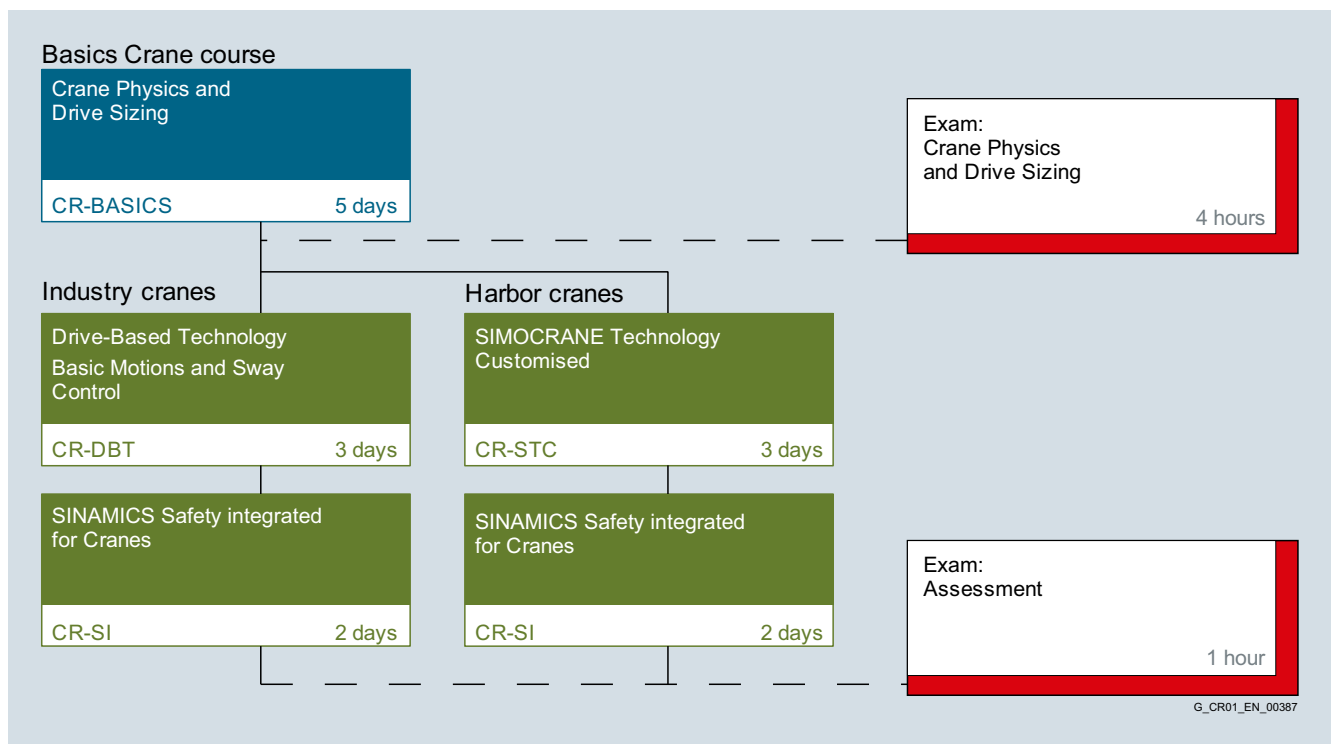 Basics Crane course
Crane Physics and
Drive Sizing
CR-BASICS 5 days
Exam:
Crane Physics
and Drive Sizing
4 hours
Industry cranes
Drive-Based Technology
Basic Motions and Sway
Control
CR-DBT 3 days
Harbor cranes
SIMOCRANE Technology
Customised
CR-STC 3 days
SINAMICS Safety integrated
for Cranes
CR-SI 2 days
SINAMICS Safety integrated
for Cranes
CR-SI 2 days
Exam:
Assessment
1 hour
G_CR01_EN_00387